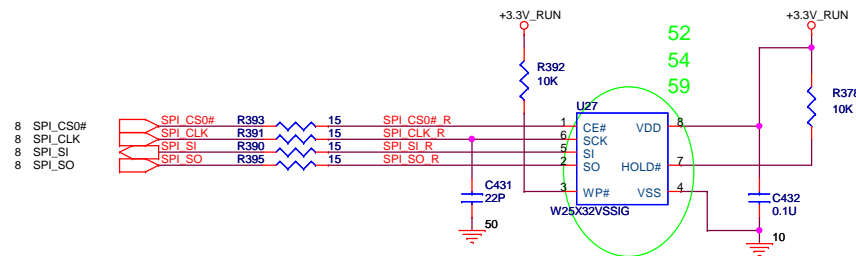 +3.3V_RUN +3.3V_RUN
52
54
59
R392
10K
R378
10K
U27
8 SPI_CS0# SPI_CS0# R393 15 SPI_CS0#_R 1 CE# VDD 8
8 SPI_CLK SPI_CLK R391 15 SPI_CLK_R 6 SCK
8 SPI_SI SPI_SI R390 15 SPI_SI_R 5 SI
8 SPI_SO SPI_SO R395 15 SPI_SO_R 2 SO HOLD# 7
3 WP# VSS 4
C431
22P
50
W25X32VSSIG
C432
0.1U
10